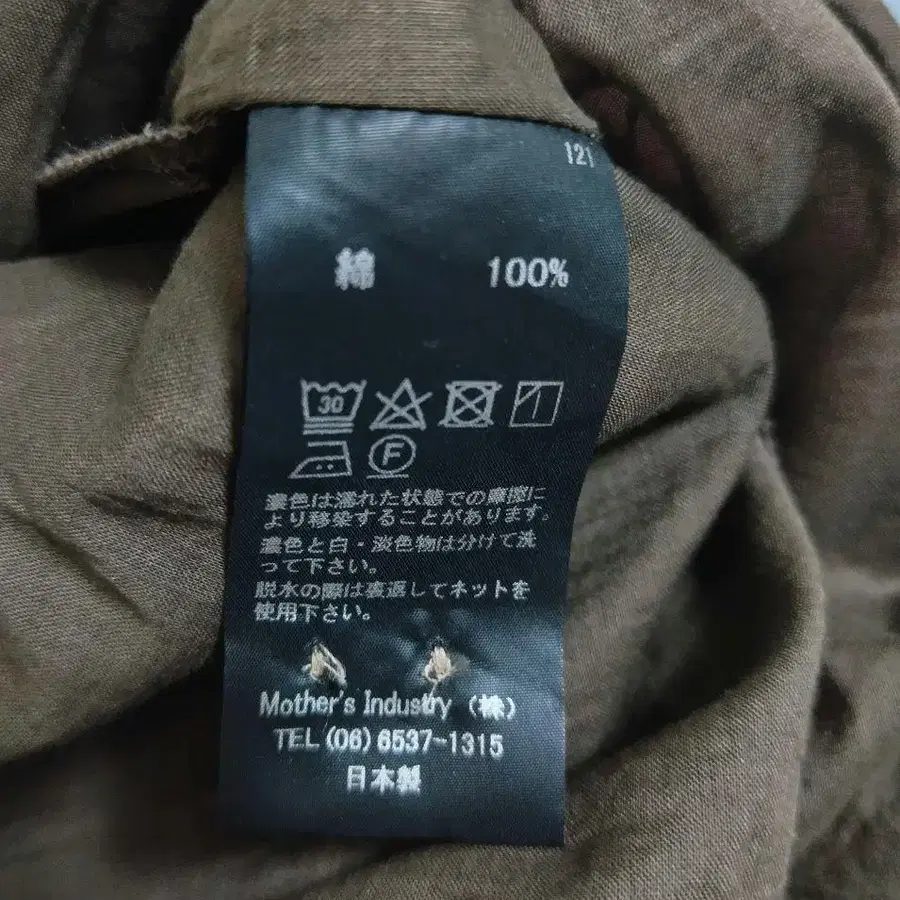 121
綿 100%
30
F
濃色は濡れた状態での摩擦に
より移染することがあります。
濃色と白・淡色物は分けて洗
って下さい。
脱水の際は裏返してネットを
使用下さい。
Mother's Industry (株)
TEL (06) 6537-1315
日本製